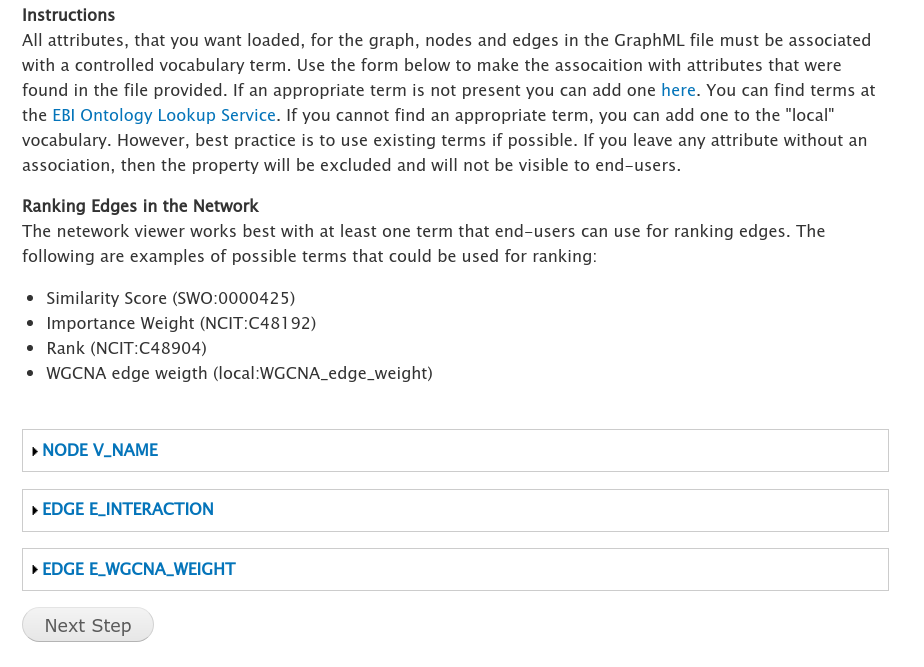 Instructions
All attributes, that you want loaded, for the graph, nodes and edges in the GraphML file must be associated
with a controlled vocabulary term. Use the form below to make the assocaition with attributes that were
found in the file provided. If an appropriate term is not present you can add one here. You can find terms at
the EBI Ontology Lookup Service. If you cannot find an appropriate term, you can add one to the "local"
vocabulary. However, best practice is to use existing terms if possible. If you leave any attribute without an
association, then the property will be excluded and will not be visible to end-users.
Ranking Edges in the Network
The netework viewer works best with at least one term that end-users can use for ranking edges. The
following are examples of possible terms that could be used for ranking:
Similarity Score (SWO:0000425)
Importance Weight (NCIT:C48192)
Rank (NCIT:C48904)
WGCNA edge weigth (local:WGCNA_edge_weight)
NODE V_NAME
EDGE E_INTERACTION
EDGE E_WGCNA_WEIGHT
Next Step